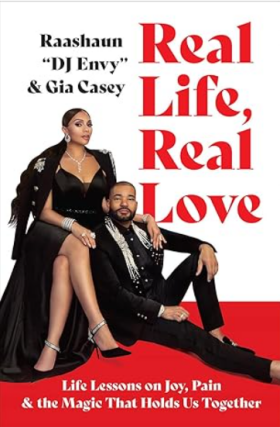 Raashaun
"DJ Envy"
& Gia Casey
Real
Life,
Real
Love
Life Lessons on Joy, Pain
& the Magic That Holds Us Together